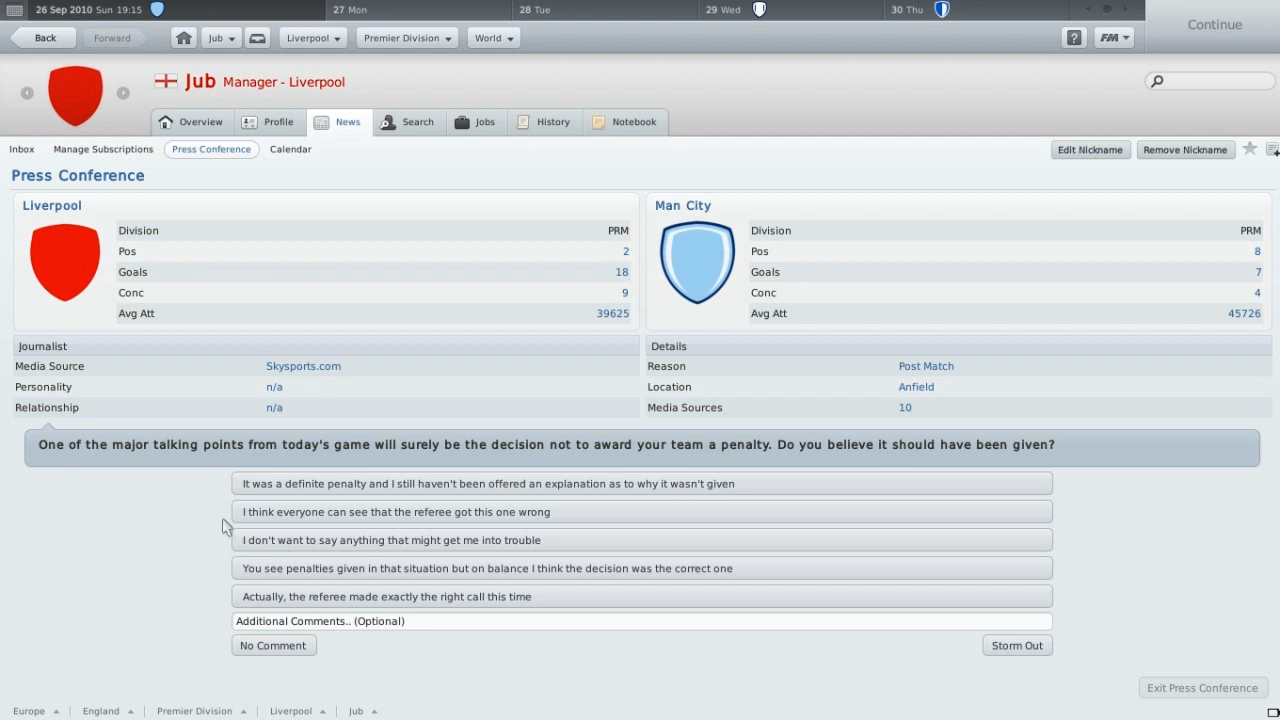 26 Sep 2010 Sun 19:15 27 Mon 28 Tue 29 Wed 30 Thu
Continue
Back Forward Jub Liverpool Premier Division World ? FM
Jub Manager - Liverpool
Overview Profile News Search Jobs History Notebook
Inbox Manage Subscriptions Press Conference Calendar Edit Nickname Remove Nickname
Press Conference
Liverpool
Division PRM
Pos 2
Goals 18
Conc 9
Avg Att 39625
Man City
Division PRM
Pos 8
Goals 7
Conc 4
Avg Att 45726
Journalist
Media Source Skysports.com
Personality n/a
Relationship n/a
Details
Reason Post Match
Location Anfield
Media Sources 10
One of the major talking points from today's game will surely be the decision not to award your team a penalty. Do you believe it should have been given?
It was a definite penalty and I still haven't been offered an explanation as to why it wasn't given
I think everyone can see that the referee got this one wrong
I don't want to say anything that might get me into trouble
You see penalties given in that situation but on balance I think the decision was the correct one
Actually, the referee made exactly the right call this time
Additional Comments.. (Optional)
No Comment Storm Out
Exit Press Conference
Europe England Premier Division Liverpool Jub